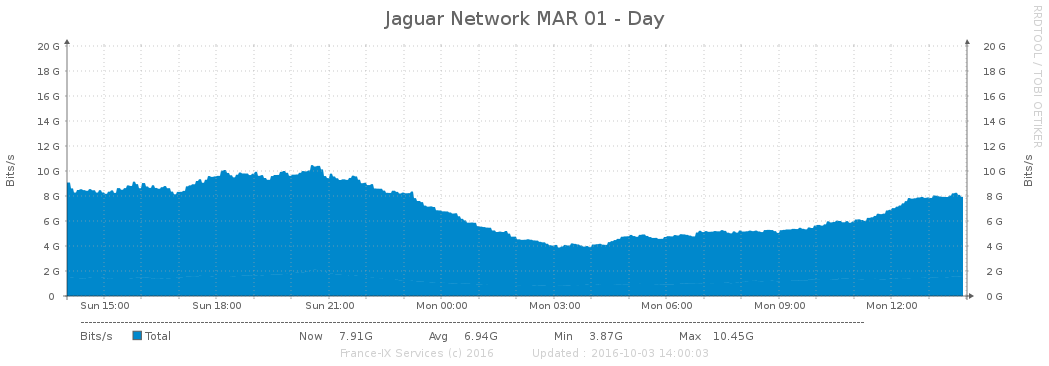 Jaguar Network MAR 01 - Day
RRDTOOL / TOBI OETIKER
Bits/s
Bits/s
20 G 20 G
18 G 18 G
16 G 16 G
14 G 14 G
12 G 12 G
10 G 10 G
8 G 8 G
6 G 6 G
4 G 4 G
2 G 2 G
0 0 G
Sun 15:00 Sun 18:00 Sun 21:00 Mon 00:00 Mon 03:00 Mon 06:00 Mon 09:00 Mon 12:00
Bits/s Total Now 7.91G Avg 6.94G Min 3.87G Max 10.45G
France-IX Services (c) 2016 Updated : 2016-10-03 14:00:03